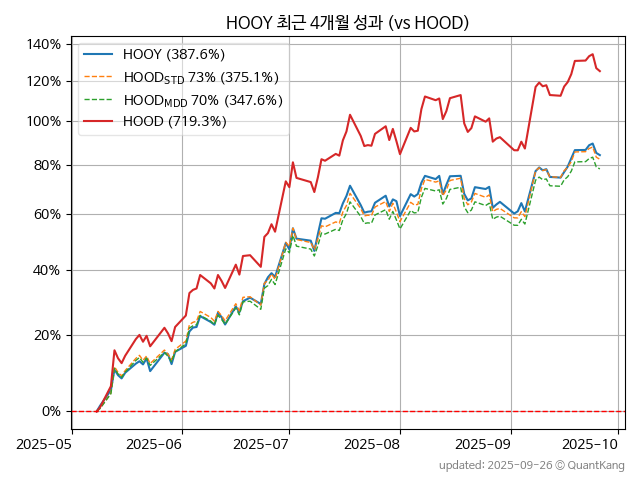 HOOY 최근 4개월 성과 (vs HOOD)
HOOY (387.6%)
HOOD_STD 73% (375.1%)
HOOD_MDD 70% (347.6%)
HOOD (719.3%)
140%
120%
100%
80%
60%
40%
20%
0%
2025-05 2025-06 2025-07 2025-08 2025-09 2025-10
updated: 2025-09-26 © QuantKang